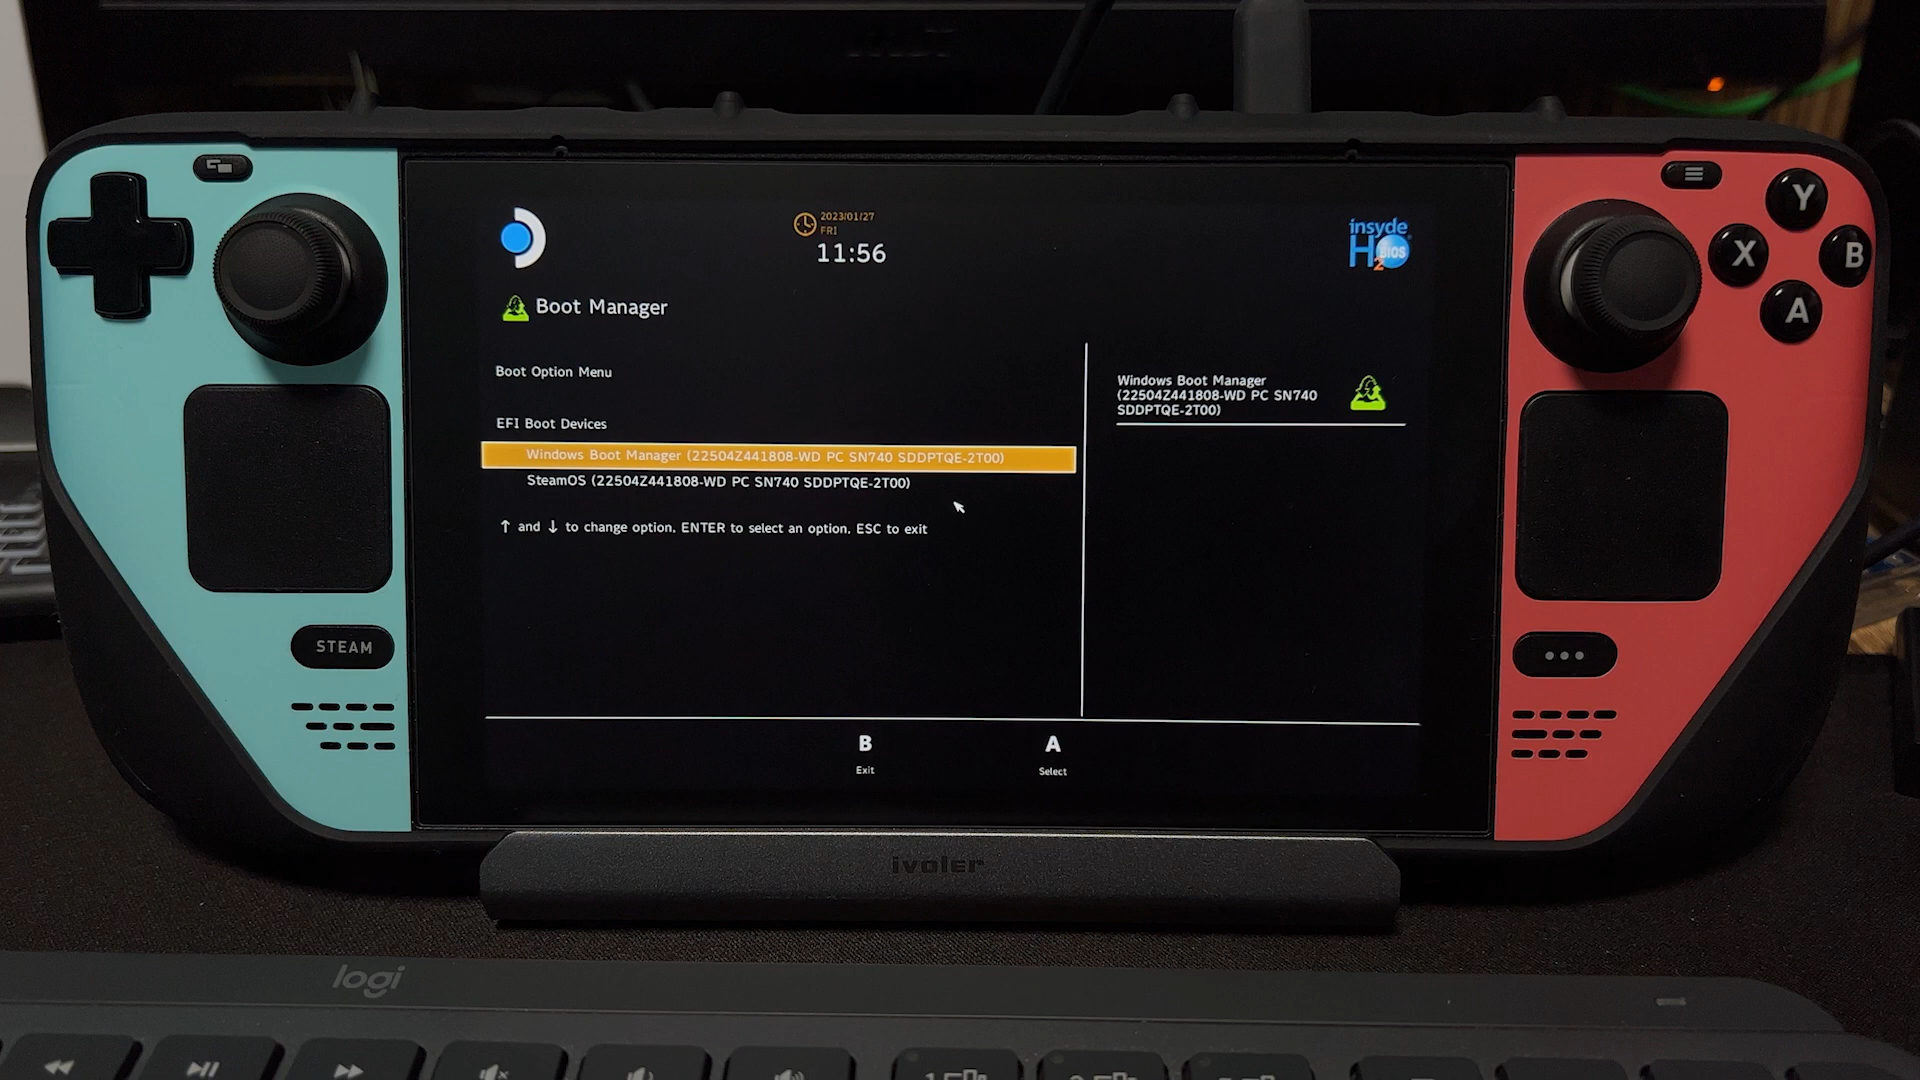 2023/01/27
FRI
11:56
insyde
H2
BIOS
Boot Manager
Boot Option Menu
EFI Boot Devices
Windows Boot Manager (22504Z441808-WD PC SN740 SDDPTQE-2T00)
SteamOS (22504Z441808-WD PC SN740 SDDPTQE-2T00)
↑ and ↓ to change option, ENTER to select an option, ESC to exit
Windows Boot Manager
(22504Z441808-WD PC SN740
SDDPTQE-2T00)
B
Exit
A
Select
Y
X
B
A
STEAM
ivoler
logi